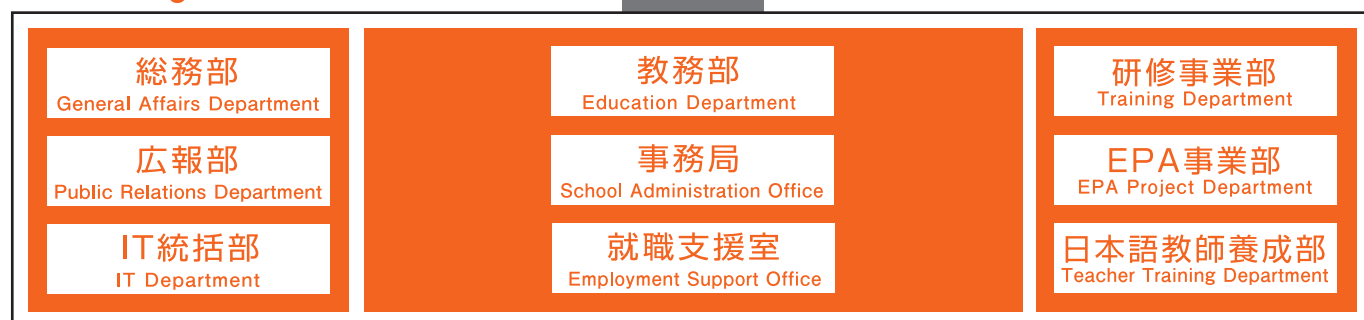 総務部
General Affairs Department
広報部
Public Relations Department
IT統括部
IT Department
教務部
Education Department
事務局
School Administration Office
就職支援室
Employment Support Office
研修事業部
Training Department
EPA事業部
EPA Project Department
日本語教師養成部
Teacher Training Department